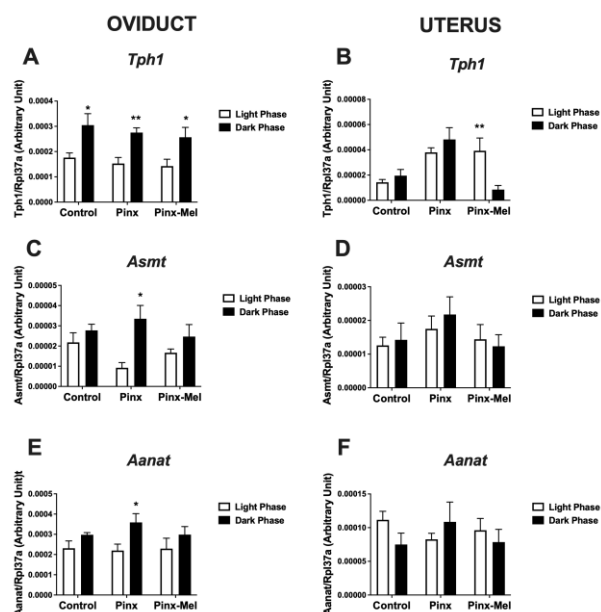 OVIDUCT
UTERUS
A
Tph1
Tph1/Rpl37a (Arbitrary Unit)
0.0004
0.0003
0.0002
0.0001
0.0000
*
**
*
Light Phase
Dark Phase
Control Pinx Pinx-Mel
B
Tph1
Tph1/Rpl37a (Arbitrary Unit)
0.00008
0.00006
0.00004
0.00002
0.00000
**
Light Phase
Dark Phase
Control Pinx Pinx-Mel
C
Asmt
Asmt/Rpl37a (Arbitrary Unit)
0.00005
0.00004
0.00003
0.00002
0.00001
0.00000
*
Light Phase
Dark Phase
Control Pinx Pinx-Mel
D
Asmt
Asmt/Rpl37a (Arbitrary Unit)
0.00003
0.00002
0.00001
0.00000
Light Phase
Dark Phase
Control Pinx Pinx-Mel
E
Aanat
Aanat/Rpl37a (Arbitrary Unit)t
0.0005
0.0004
0.0003
0.0002
0.0001
0.0000
*
Light Phase
Dark Phase
Control Pinx Pinx-Mel
F
Aanat
Aanat/Rpl37a (Arbitrary Unit)
0.00015
0.00010
0.00005
0.00000
Light Phase
Dark Phase
Control Pinx Pinx-Mel